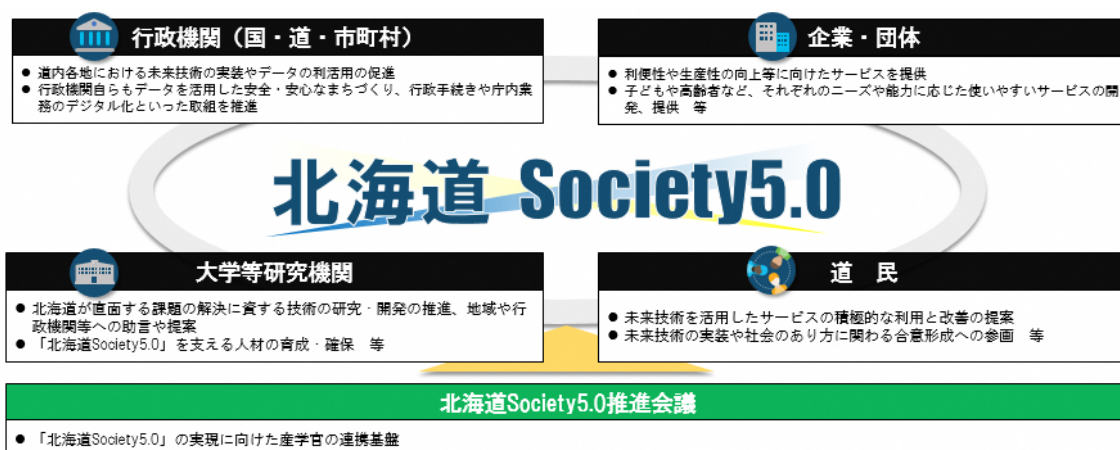 行政機関（国・道・市町村）
● 道内各地における未来技術の実装やデータの利活用の促進
● 行政機関自らもデータを活用した安全・安心なまちづくり、行政手続きや庁内業
務のデジタル化といった取組を推進
企業・団体
● 利便性や生産性の向上等に向けたサービスを提供
● 子どもや高齢者など、それぞれのニーズや能力に応じた使いやすいサービスの開
発、提供　等
北海道 Society5.0
大学等研究機関
● 北海道が直面する課題の解決に資する技術の研究・開発の推進、地域や行
政機関等への助言や提案
● 「北海道Society5.0」を支える人材の育成・確保　等
道　民
● 未来技術を活用したサービスの積極的な利用と改善の提案
● 未来技術の実装や社会のあり方に関わる合意形成への参画　等
北海道Society5.0推進会議
● 「北海道Society5.0」の実現に向けた産学官の連携基盤